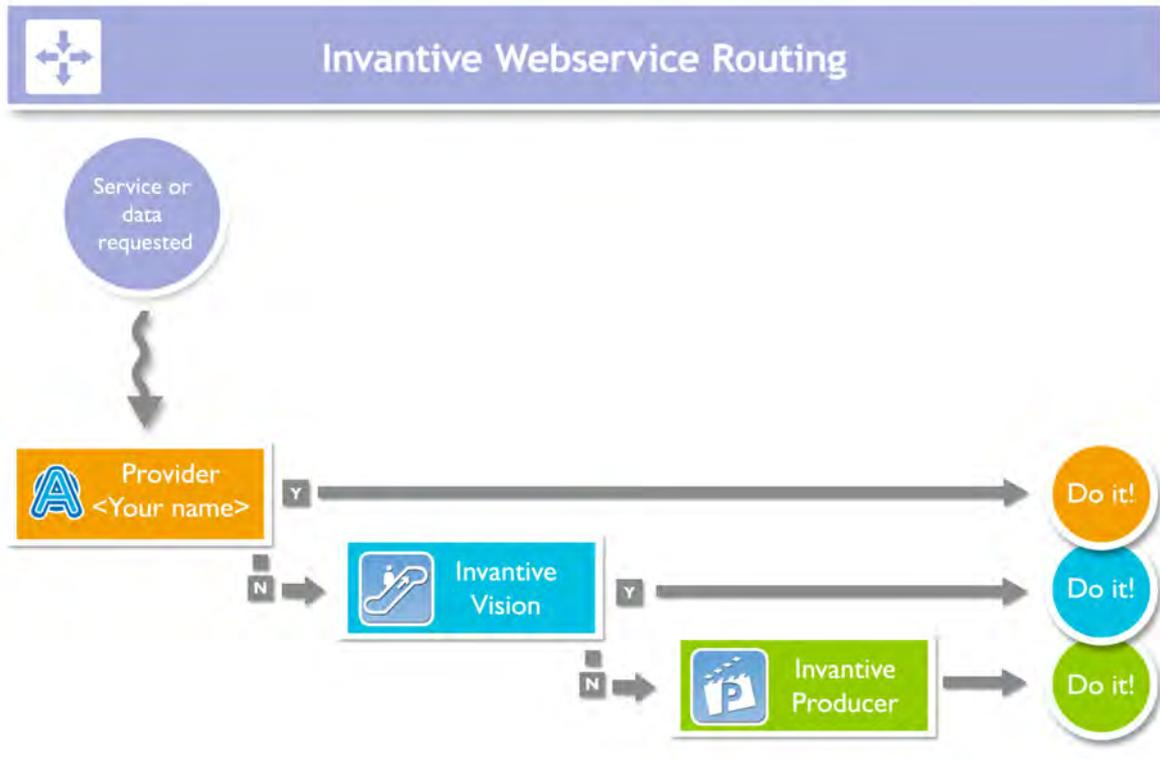 Invantive Webservice Routing
Service or
data
requested
A
Provider
<Your name>
Y
Do it!
N
Invantive
Vision
Y
Do it!
N
P
Invantive
Producer
Do it!